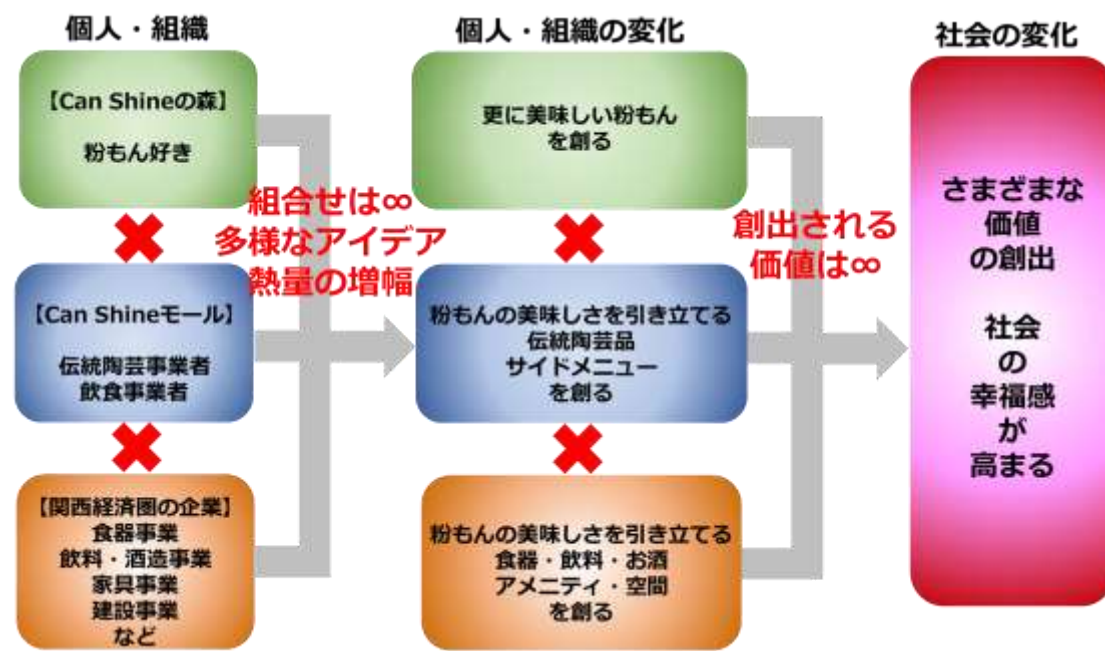 個人・組織
【Can Shineの森】
粉もん好き
【Can Shineモール】
伝統陶芸事業者
飲食事業者
【関西経済圏の企業】
食器事業
飲料・酒造事業
家具事業
建設事業
など
組合せは∞
多様なアイデア
熱量の増幅
個人・組織の変化
更に美味しい粉もん
を創る
粉もんの美味しさを引き立てる
伝統陶芸品
サイドメニュー
を創る
粉もんの美味しさを引き立てる
食器・飲料・お酒
アメニティ・空間
を創る
創出される
価値は∞
社会の変化
さまざまな
価値
の創出
社会
の
幸福感
が
高まる